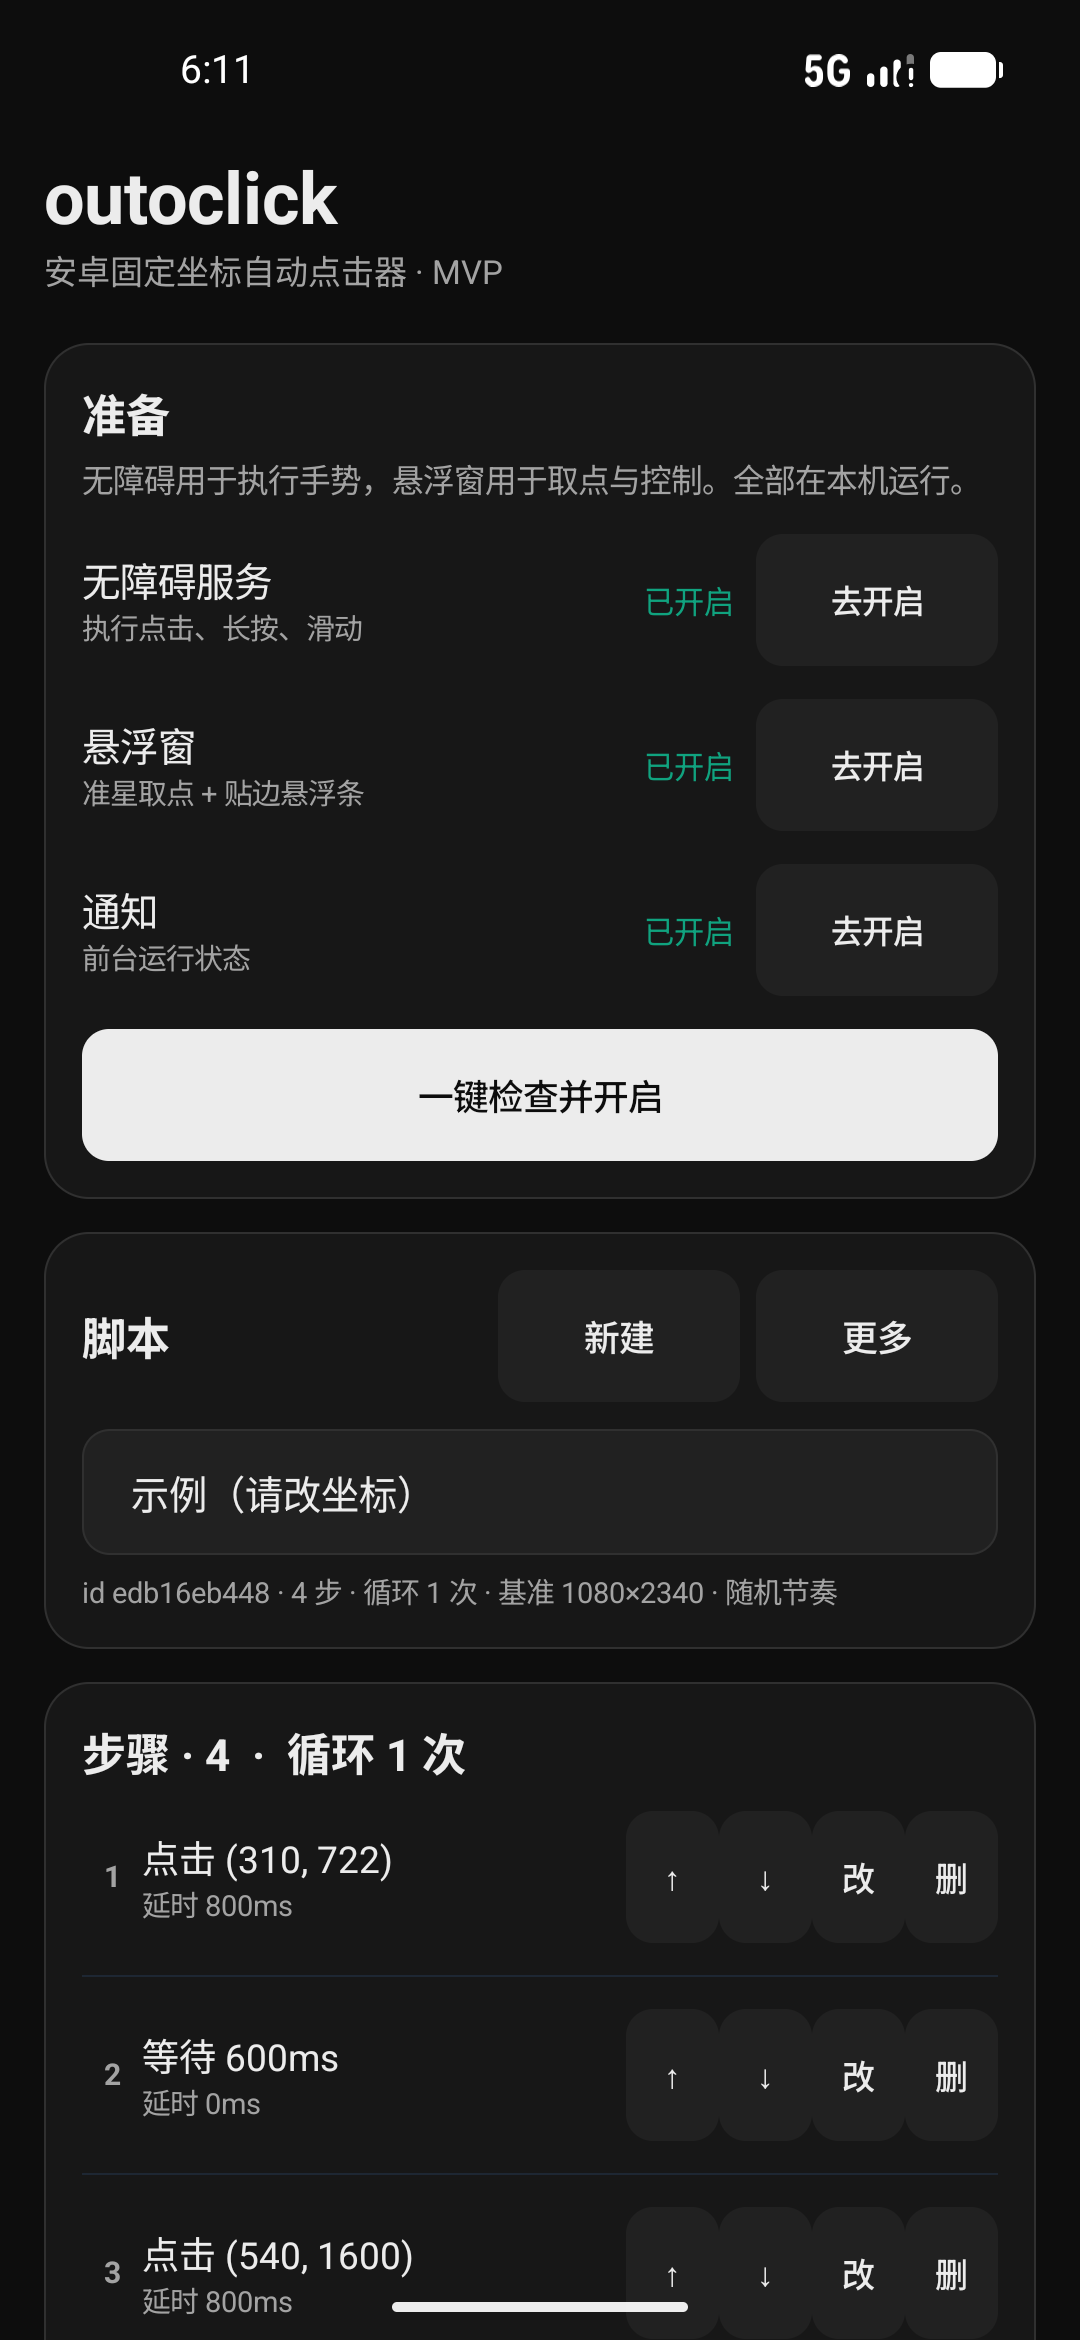 6:11
5G
outoclick
安卓固定坐标自动点击器 · MVP
准备
无障碍用于执行手势，悬浮窗用于取点与控制。全部在本机运行。
无障碍服务
执行点击、长按、滑动
已开启
去开启
悬浮窗
准星取点 + 贴边悬浮条
已开启
去开启
通知
前台运行状态
已开启
去开启
一键检查并开启
脚本
新建
更多
示例（请改坐标）
id edb16eb448 · 4 步 · 循环 1 次 · 基准 1080×2340 · 随机节奏
步骤 · 4 · 循环 1 次
1
点击 (310, 722)
延时 800ms
↑ ↓ 改 删
2
等待 600ms
延时 0ms
↑ ↓ 改 删
3
点击 (540, 1600)
延时 800ms
↑ ↓ 改 删